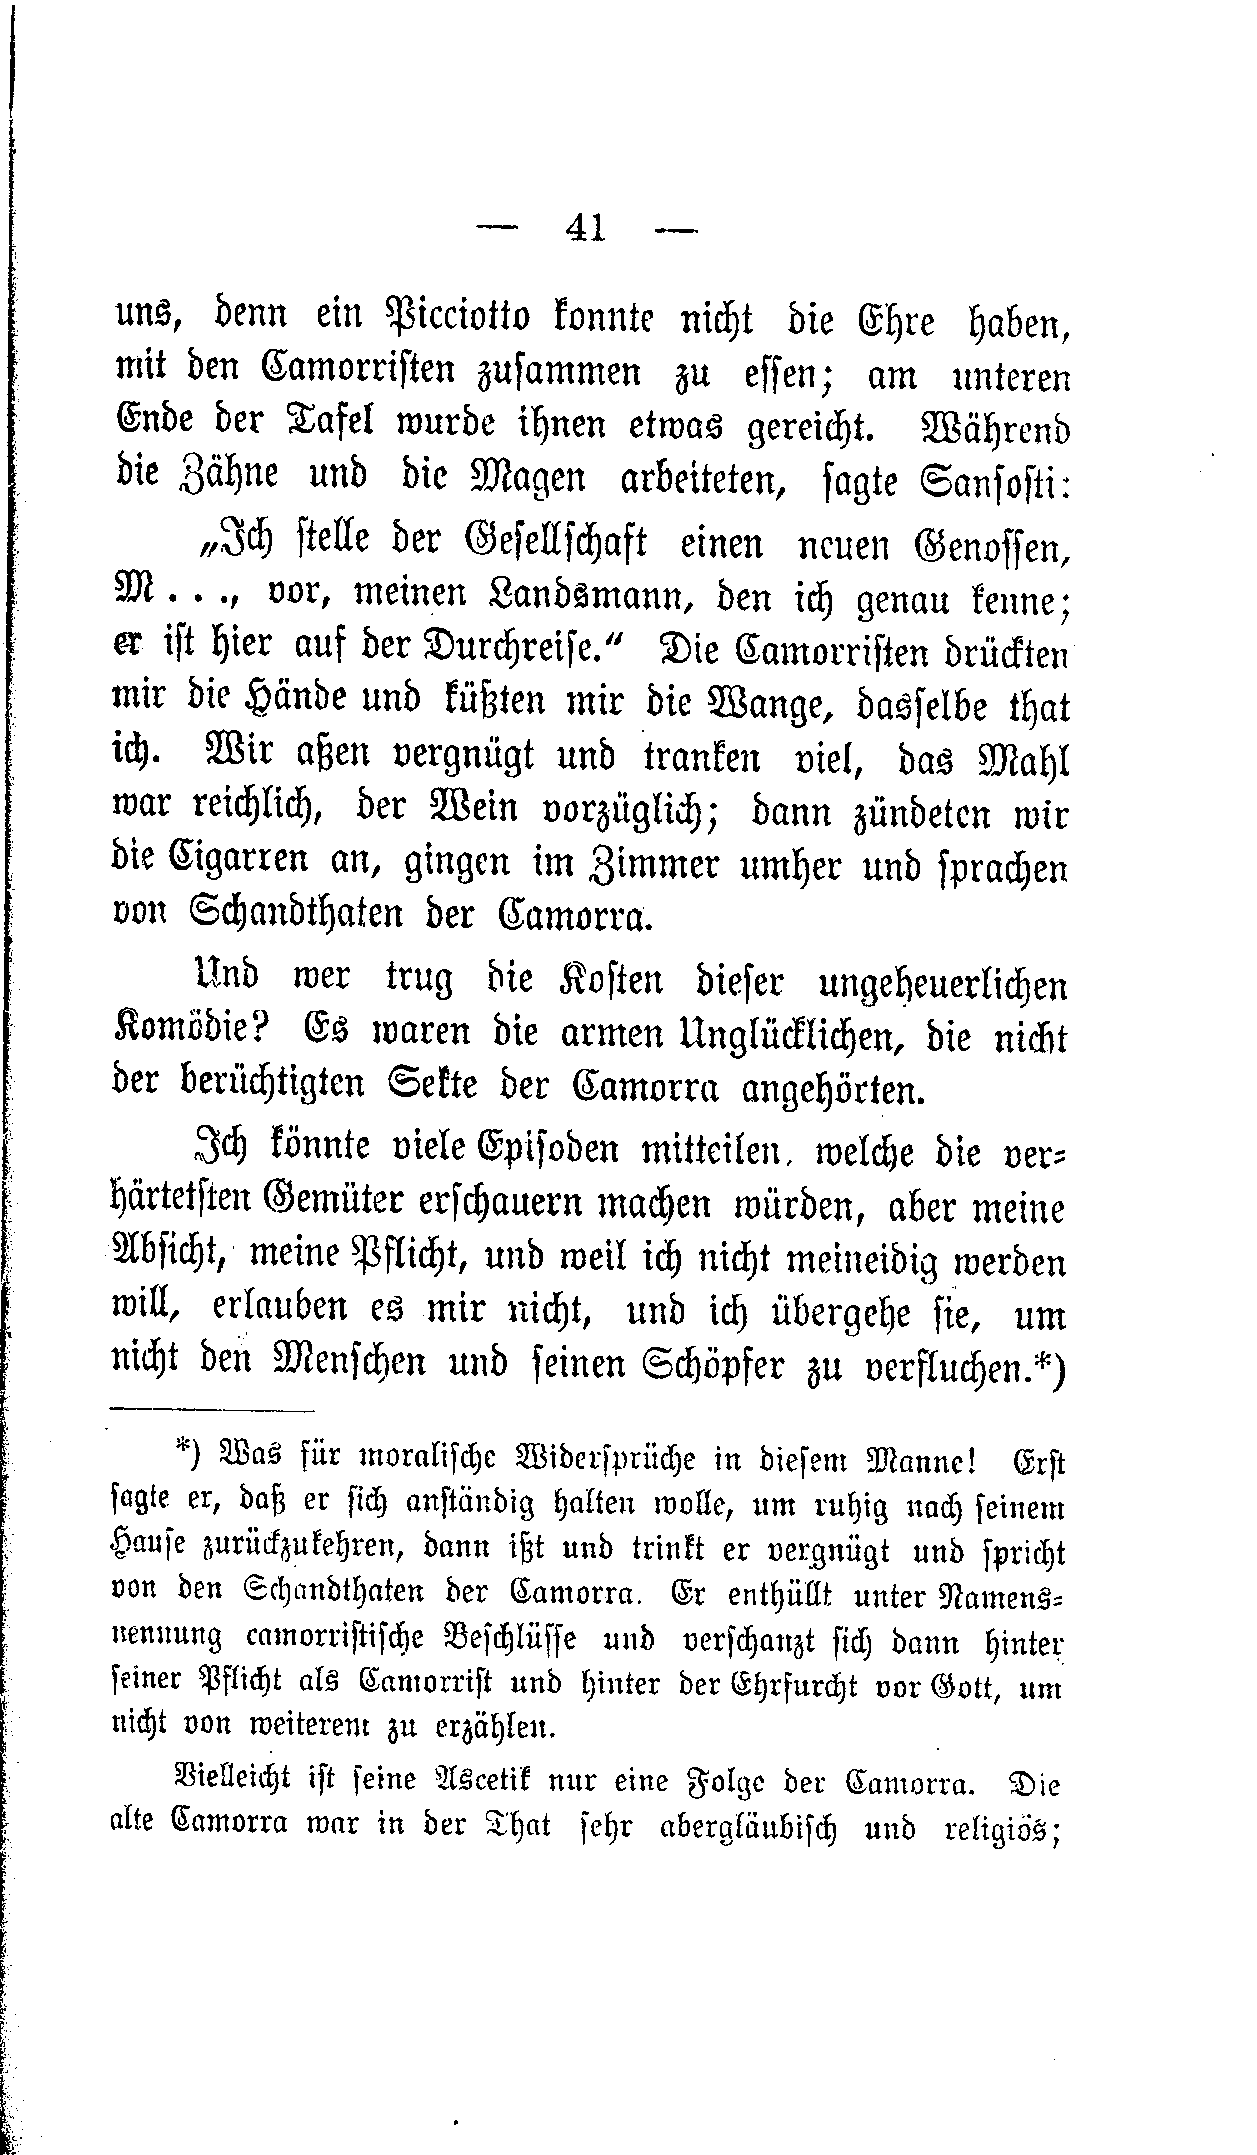 — 41 —
uns, denn ein Picciotto konnte nicht die Ehre haben,
mit den Camorristen zusammen zu essen; am unteren
Ende der Tafel wurde ihnen etwas gereicht. Während
die Zähne und die Magen arbeiteten, sagte Sansosti:
„Ich stelle der Gesellschaft einen neuen Genossen,
M . . ., vor, meinen Landsmann, den ich genau kenne;
er ist hier auf der Durchreise.“ Die Camorristen drückten
mir die Hände und küßten mir die Wange, dasselbe that
ich. Wir aßen vergnügt und tranken viel, das Mahl
war reichlich, der Wein vorzüglich; dann zündeten wir
die Cigarren an, gingen im Zimmer umher und sprachen
von Schandthaten der Camorra.
Und wer trug die Kosten dieser ungeheuerlichen
Komödie? Es waren die armen Unglücklichen, die nicht
der berüchtigten Sekte der Camorra angehörten.
Ich könnte viele Episoden mitteilen, welche die ver-
härtetsten Gemüter erschauern machen würden, aber meine
Absicht, meine Pflicht, und weil ich nicht meineidig werden
will, erlauben es mir nicht, und ich übergehe sie, um
nicht den Menschen und seinen Schöpfer zu verfluchen.*)
*) Was für moralische Widersprüche in diesem Manne! Erst
sagte er, daß er sich anständig halten wolle, um ruhig nach seinem
Hause zurückzukehren, dann ißt und trinkt er vergnügt und spricht
von den Schandthaten der Camorra. Er enthüllt unter Namens-
nennung camorristische Beschlüsse und verschanzt sich dann hinter
seiner Pflicht als Camorrist und hinter der Ehrfurcht vor Gott, um
nicht von weiterem zu erzählen.
Vielleicht ist seine Ascetik nur eine Folge der Camorra. Die
alte Camorra war in der That sehr abergläubisch und religiös;